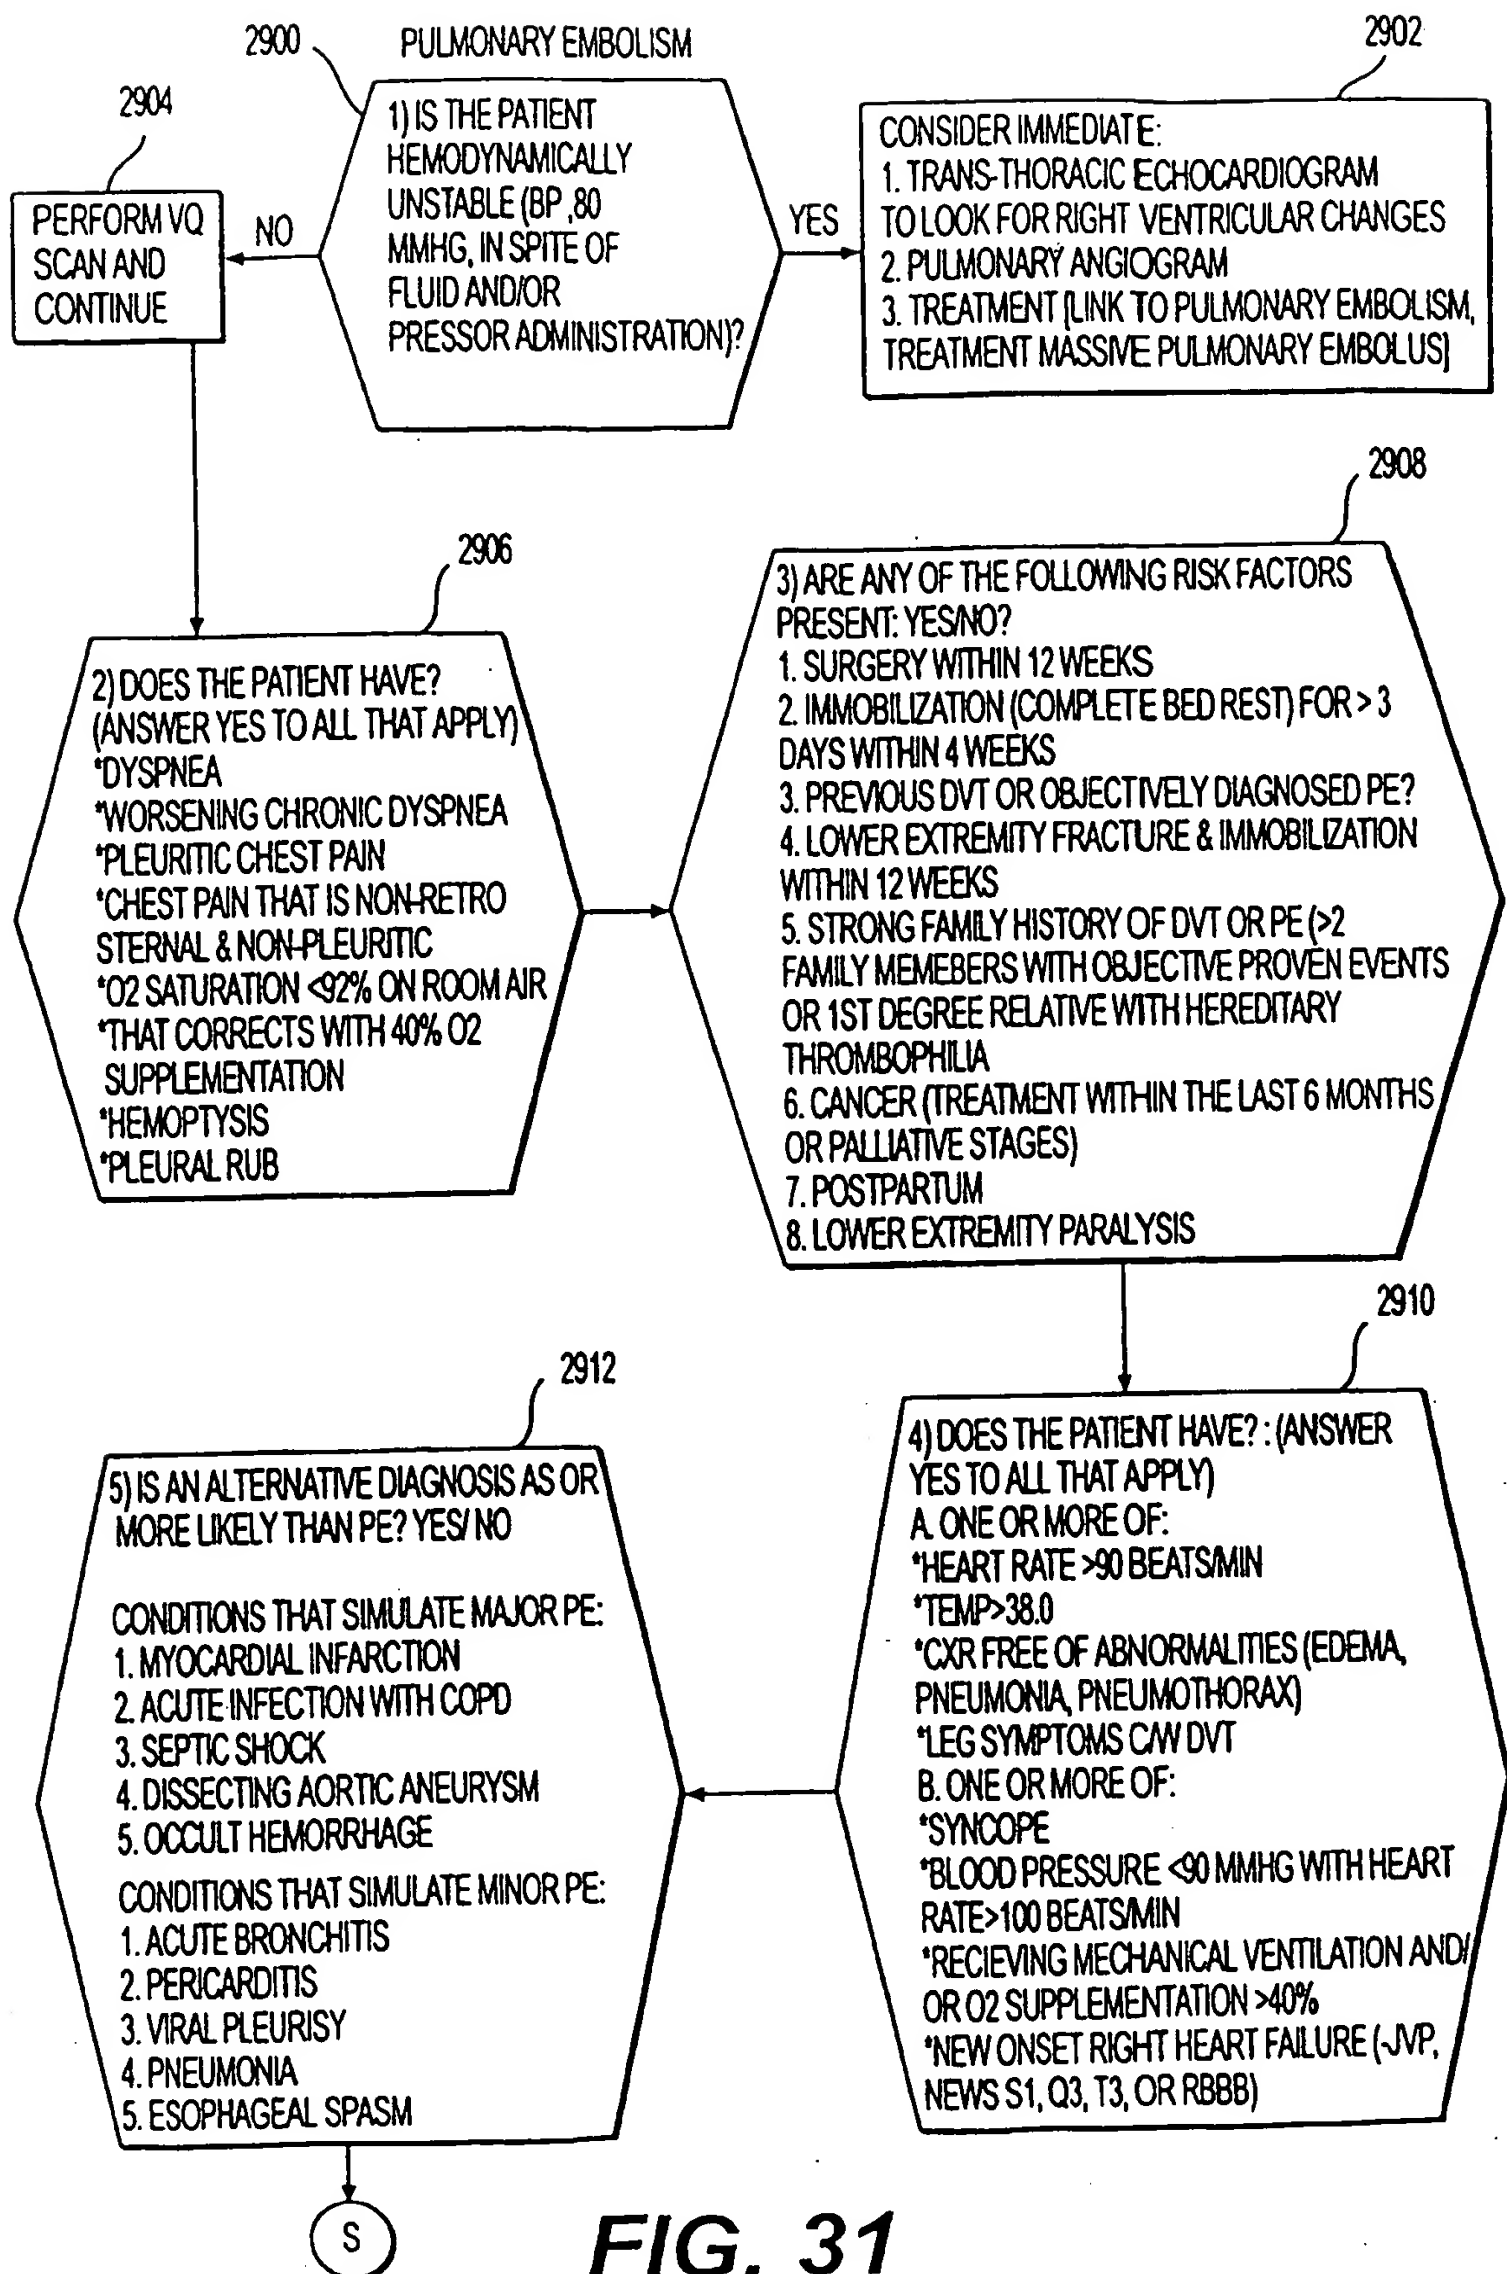 PULMONARY EMBOLISM
2900
1) IS THE PATIENT
HEMODYNAMICALLY
UNSTABLE (BP ,80
MMHG, IN SPITE OF
FLUID AND/OR
PRESSOR ADMINISTRATION)?
YES
2902
CONSIDER IMMEDIATE:
1. TRANS-THORACIC ECHOCARDIOGRAM
TO LOOK FOR RIGHT VENTRICULAR CHANGES
2. PULMONARY ANGIOGRAM
3. TREATMENT [LINK TO PULMONARY EMBOLISM,
TREATMENT MASSIVE PULMONARY EMBOLUS]
NO
2904
PERFORM VQ
SCAN AND
CONTINUE
2906
2) DOES THE PATIENT HAVE?
(ANSWER YES TO ALL THAT APPLY)
*DYSPNEA
*WORSENING CHRONIC DYSPNEA
*PLEURITIC CHEST PAIN
*CHEST PAIN THAT IS NON-RETRO
STERNAL & NON-PLEURITIC
*O2 SATURATION <92% ON ROOM AIR
*THAT CORRECTS WITH 40% O2
SUPPLEMENTATION
*HEMOPTYSIS
*PLEURAL RUB
2908
3) ARE ANY OF THE FOLLOWING RISK FACTORS
PRESENT: YES/NO?
1. SURGERY WITHIN 12 WEEKS
2. IMMOBILIZATION (COMPLETE BED REST) FOR > 3
DAYS WITHIN 4 WEEKS
3. PREVIOUS DVT OR OBJECTIVELY DIAGNOSED PE?
4. LOWER EXTREMITY FRACTURE & IMMOBILIZATION
WITHIN 12 WEEKS
5. STRONG FAMILY HISTORY OF DVT OR PE (>2
FAMILY MEMEBERS WITH OBJECTIVE PROVEN EVENTS
OR 1ST DEGREE RELATIVE WITH HEREDITARY
THROMBOPHILIA
6. CANCER (TREATMENT WITHIN THE LAST 6 MONTHS
OR PALLIATIVE STAGES)
7. POSTPARTUM
8. LOWER EXTREMITY PARALYSIS
2910
4) DOES THE PATIENT HAVE? : (ANSWER
YES TO ALL THAT APPLY)
A. ONE OR MORE OF:
*HEART RATE >90 BEATS/MIN
*TEMP>38.0
*CXR FREE OF ABNORMALITIES (EDEMA,
PNEUMONIA, PNEUMOTHORAX)
*LEG SYMPTOMS C/W DVT
B. ONE OR MORE OF:
*SYNCOPE
*BLOOD PRESSURE <90 MMHG WITH HEART
RATE>100 BEATS/MIN
*RECIEVING MECHANICAL VENTILATION AND/
OR O2 SUPPLEMENTATION >40%
*NEW ONSET RIGHT HEART FAILURE (-JVP,
NEWS S1, Q3, T3, OR RBBB)
2912
5) IS AN ALTERNATIVE DIAGNOSIS AS OR
MORE LIKELY THAN PE? YES/ NO
CONDITIONS THAT SIMULATE MAJOR PE:
1. MYOCARDIAL INFARCTION
2. ACUTE INFECTION WITH COPD
3. SEPTIC SHOCK
4. DISSECTING AORTIC ANEURYSM
5. OCCULT HEMORRHAGE
CONDITIONS THAT SIMULATE MINOR PE:
1. ACUTE BRONCHITIS
2. PERICARDITIS
3. VIRAL PLEURISY
4. PNEUMONIA
5. ESOPHAGEAL SPASM
S
FIG. 31